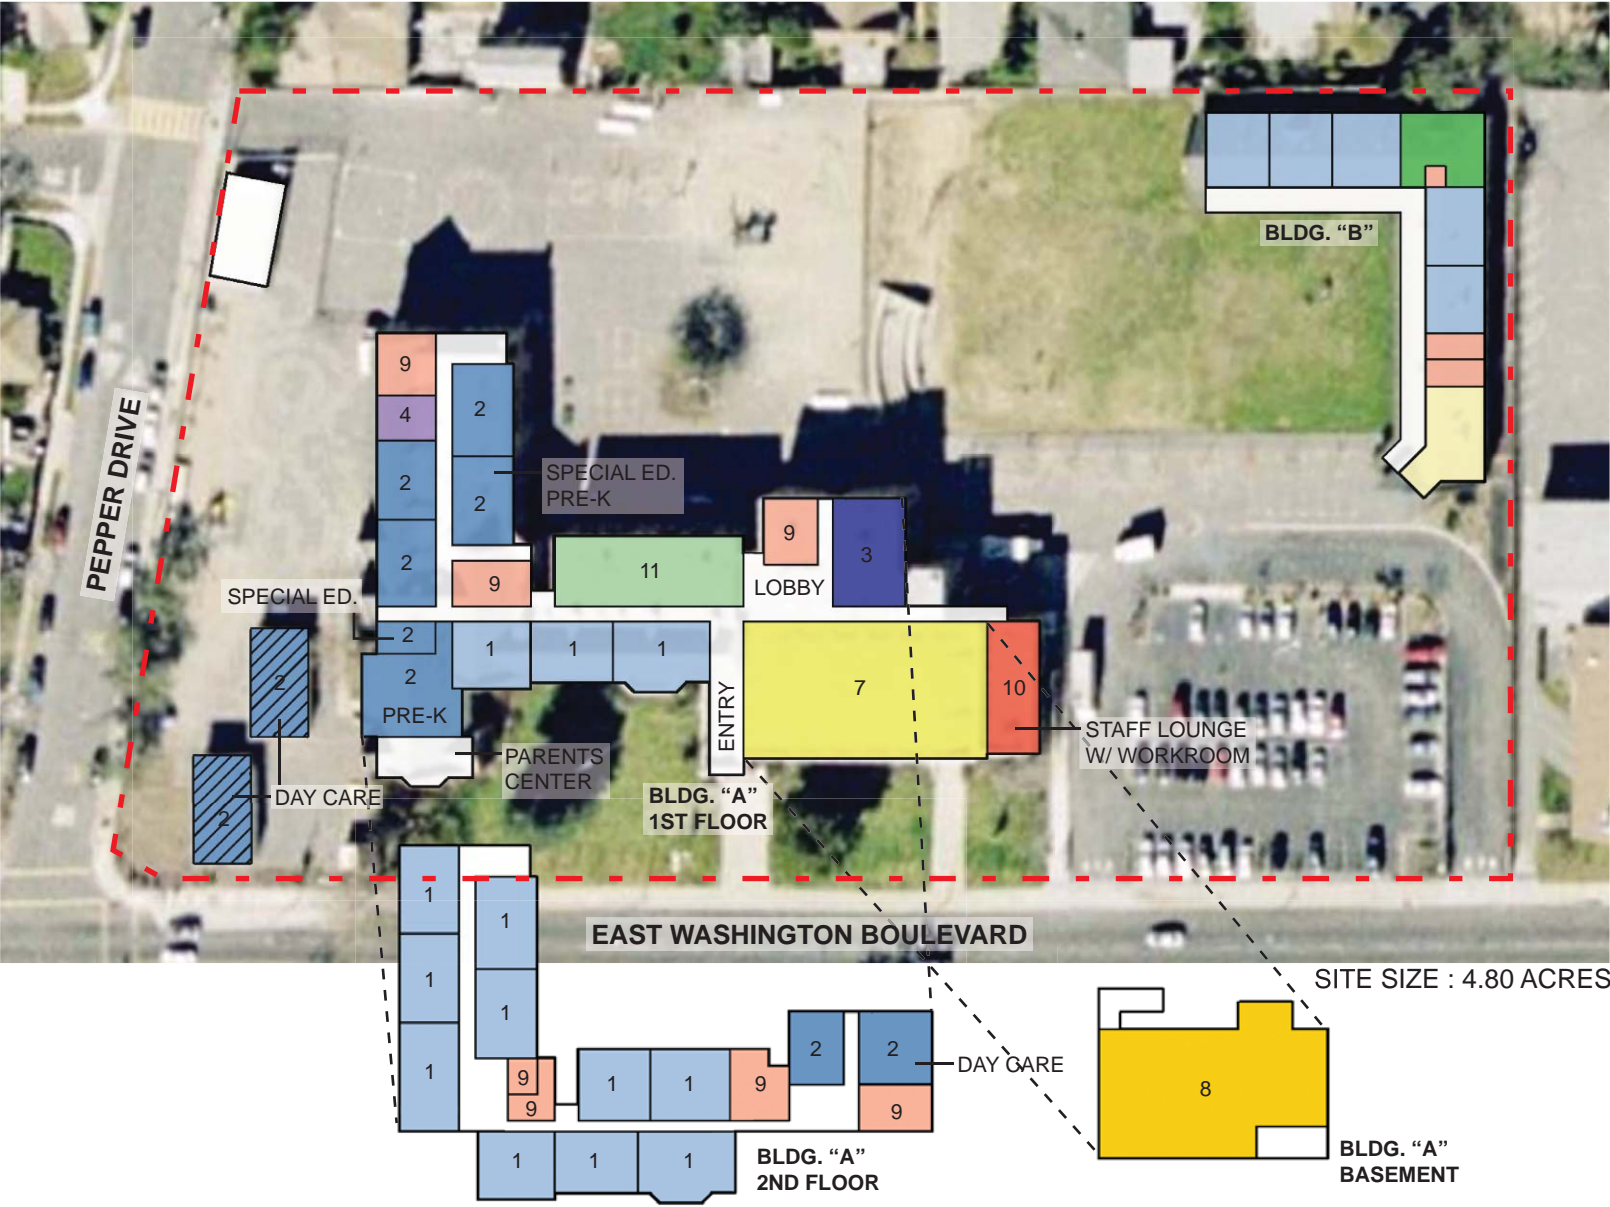 BLDG. “B”
PEPPER DRIVE
9
4
2
2
SPECIAL ED.
PRE-K
2
2
2
9
11
9
LOBBY
3
SPECIAL ED.
2
2
PRE-K
1
1
1
ENTRY
7
10
STAFF LOUNGE
W/ WORKROOM
PARENTS
CENTER
2
2
DAY CARE
BLDG. “A”
1ST FLOOR
EAST WASHINGTON BOULEVARD
SITE SIZE : 4.80 ACRES
1
1
1
1
1
9
9
1
1
9
2
2
DAY CARE
9
1
1
1
BLDG. “A”
2ND FLOOR
8
BLDG. “A”
BASEMENT